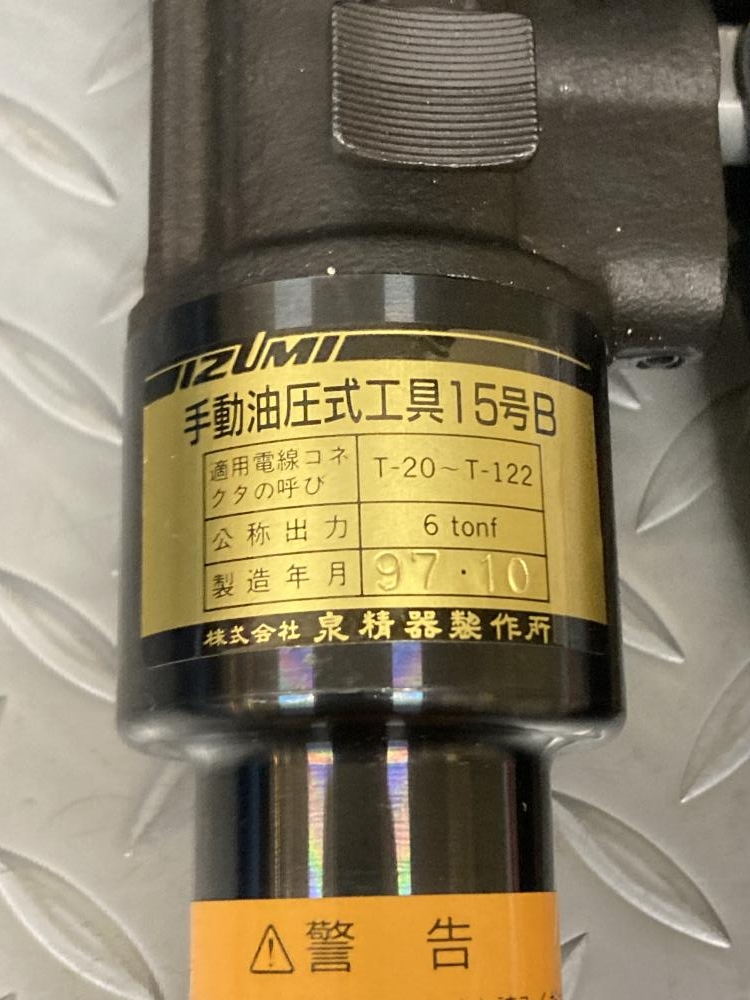 IZUMI
手動油圧式工具15号B
適用電線コネ
クタの呼び
T-20～T-122
公称出力
6 tonf
製造年月
97・10
株式会社 泉精器製作所
⚠警 告